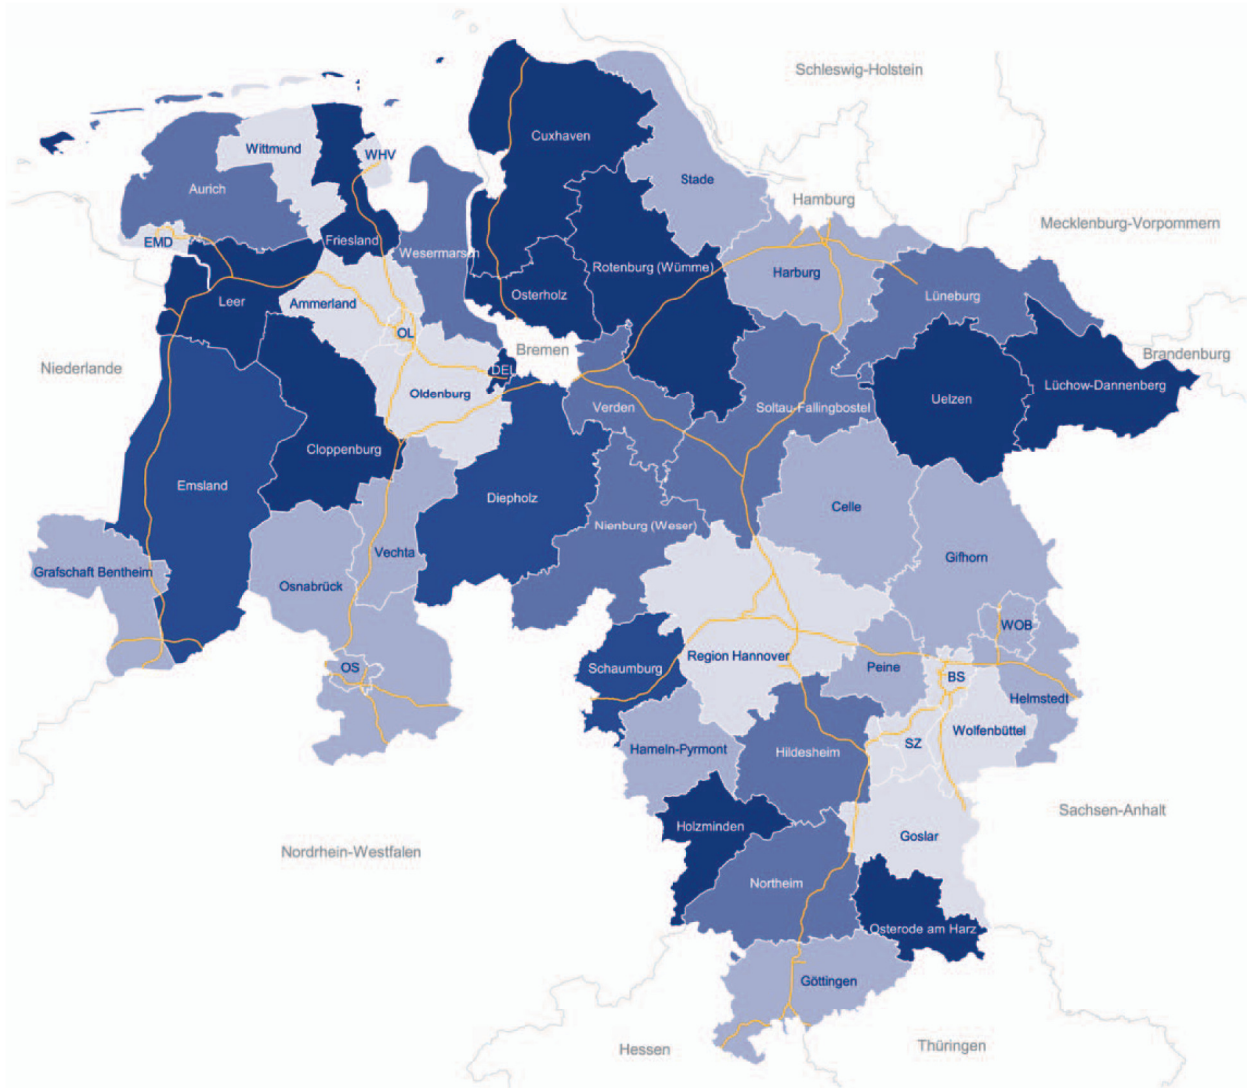 Schleswig-Holstein
Cuxhaven
Wittmund
WHV
Stade
Aurich
Hamburg
Mecklenburg-Vorpommern
EMD
Friesland
Wesermarsch
Rotenburg (Wümme)
Harburg
Leer
Ammerland
Osterholz
Lüneburg
OL
Bremen
Brandenburg
Niederlande
DEL
Lüchow-Dannenberg
Oldenburg
Verden
Soltau-Fallingbostel
Uelzen
Cloppenburg
Emsland
Diepholz
Celle
Nienburg (Weser)
Vechta
Gifhorn
Grafschaft Bentheim
Osnabrück
WOB
Region Hannover
OS
Schaumburg
Peine
BS
Helmstedt
Wolfenbüttel
Hameln-Pyrmont
Hildesheim
SZ
Sachsen-Anhalt
Holzminden
Goslar
Nordrhein-Westfalen
Northeim
Osterode am Harz
Göttingen
Hessen
Thüringen